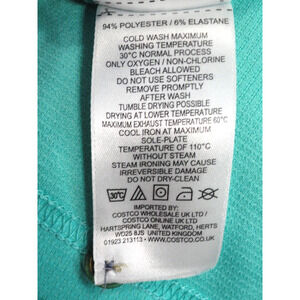 94% POLYESTER / 6% ELASTANE
COLD WASH MAXIMUM
WASHING TEMPERATURE
30°C NORMAL PROCESS
ONLY OXYGEN / NON-CHLORINE
BLEACH ALLOWED
DO NOT USE SOFTENERS
REMOVE PROMPTLY
AFTER WASH
TUMBLE DRYING POSSIBLE
DRYING AT LOWER TEMPERATURE
MAXIMUM EXHAUST TEMPERATURE 60°C
COOL IRON AT MAXIMUM
SOLE-PLATE
TEMPERATURE OF 110°C
WITHOUT STEAM
STEAM IRONING MAY CAUSE
IRREVERSIBLE DAMAGE
DO NOT DRY-CLEAN
30°C
IMPORTED BY:
COSTCO WHOLESALE UK LTD /
COSTCO ONLINE UK LTD /
HARTSPRING LANE, WATFORD, HERTS
WD25 8JS UNITED KINGDOM
01923 213113 - WWW.COSTCO.CO.UK